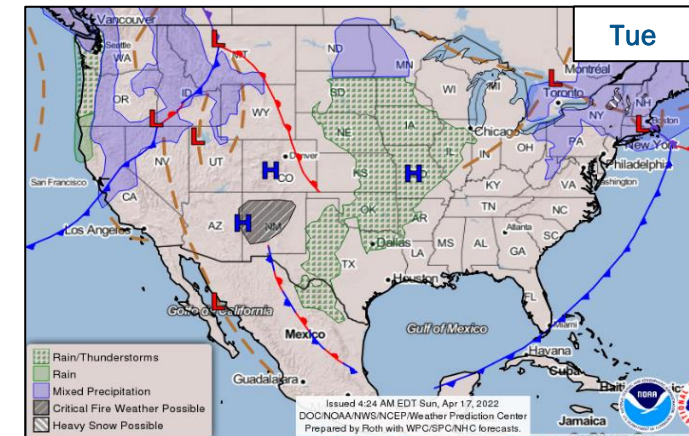 Tue
Vancouver
Seattle
WA
L
MT
ND
MN
OR
ID
SD
WI
MI
L
Montréal
Toronto
NH
NY
Boston
L
New York
L
L
WY
NE
IA
Chicago
PA
Philadelphia
NV
UT
H
Denver
CO
KS
H
IL
IN
OH
Washington
San Francisco
CA
KY
VA
Los Angeles
AZ
H
NM
OK
AR
NC
SC
Atlanta
Dallas
TX
LA
MS
AL
GA
Houston
FL
L
Golfo de California
Mexico
Gulf of Mexico
Miami
Havana
Cuba
Guadalajara
Jamaica
Rain/Thunderstorms
Rain
Mixed Precipitation
Critical Fire Weather Possible
Heavy Snow Possible
Issued 4:24 AM EDT Sun, Apr 17, 2022
DOC/NOAA/NWS/NCEP/Weather Prediction Center
Prepared by Roth with WPC/SPC/NHC forecasts.
NOAA